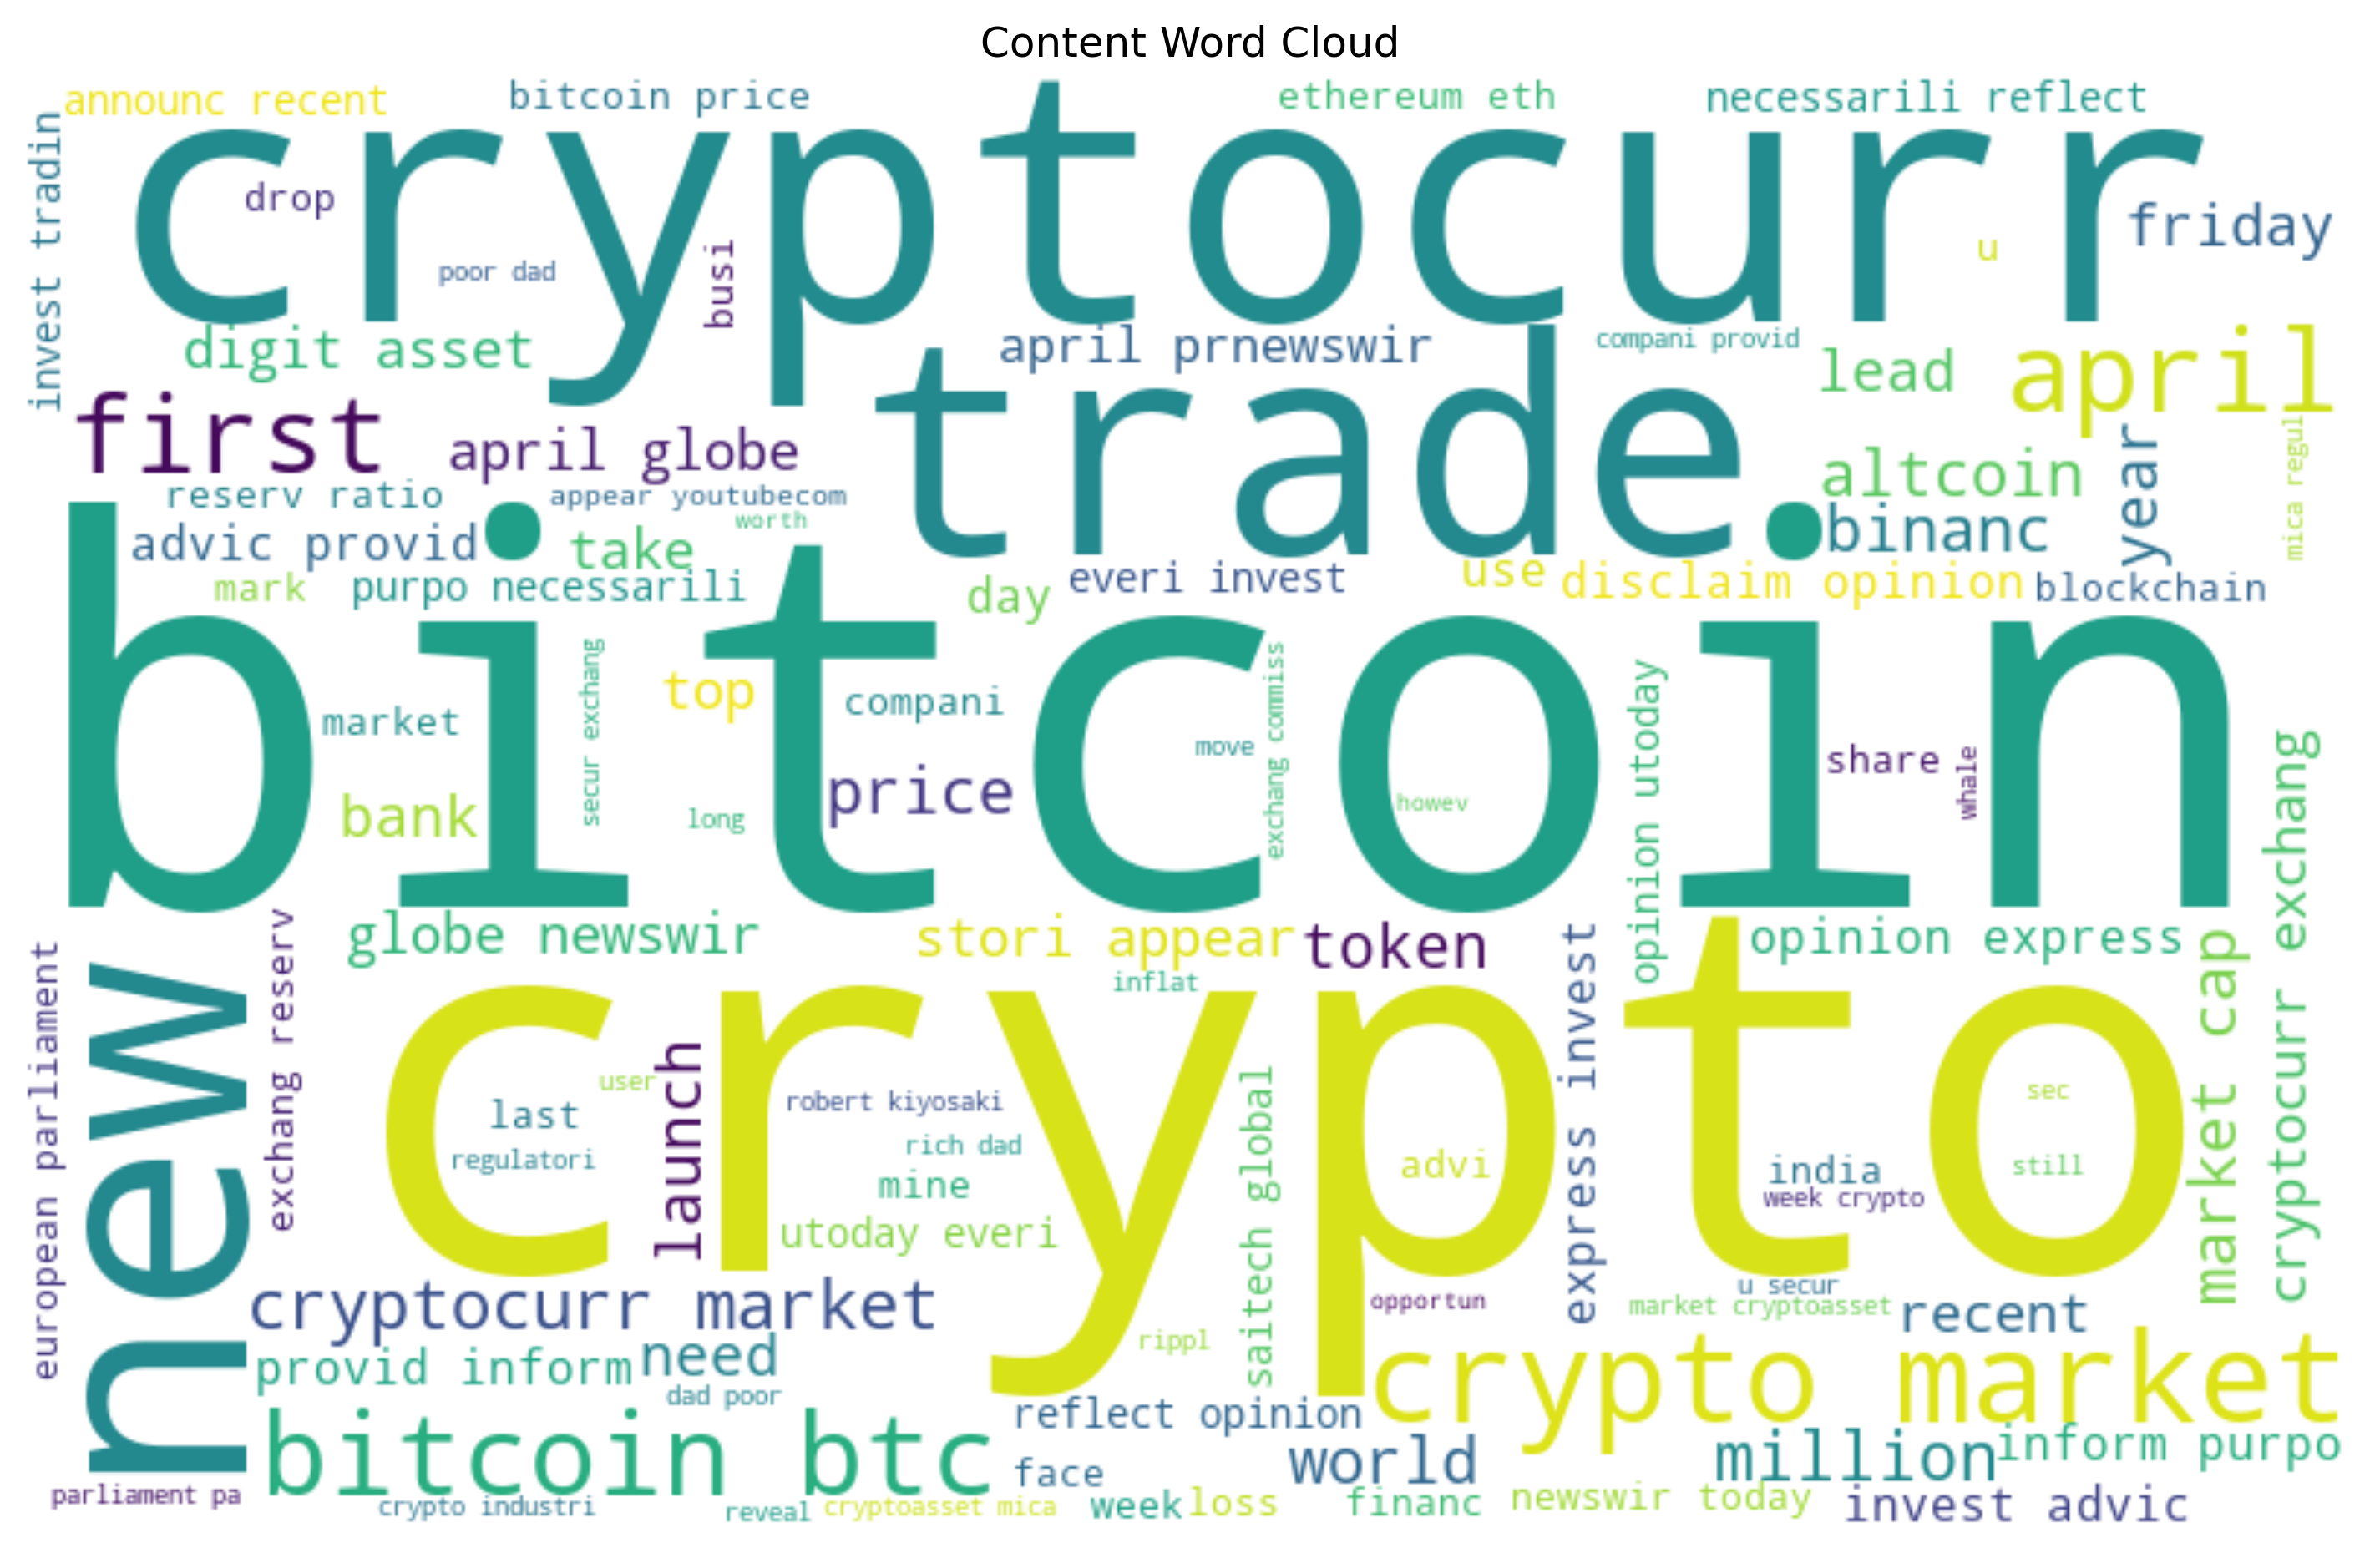 Content Word Cloud
announc recent
bitcoin price
ethereum eth
necessarili reflect
invest tradin
cryptocurr
drop
poor dad
busi
u
friday
digit asset
april prnewswir
compani provid
lead
april
first
april globe
trade
altcoin
year
mica regul
reserv ratio
appear youtubecom
worth
advic provid
take
binanc
mark
purpo necessarili
day
everi invest
use
disclaim opinion
blockchain
bitcoin
market
secur exchang
top
compani
move
exchang commiss
opinion utoday
share
whale
cryptocurr exchang
bank
long
price
howev
globe newswir
stori appear
token
opinion express
market cap
european parliament
new
exchang reserv
inflat
express invest
crypto
launch
user
last
regulatori
robert kiyosaki
rich dad
mine
utoday everi
saitech global
advi
india
week crypto
sec
still
cryptocurr market
opportun
u secur
market cryptoasset
recent
rippl
provid inform
need
dad poor
crypto market
bitcoin btc
reflect opinion
face
world
million
inform purpo
parliament pa
crypto industri
reveal
cryptoasset mica
week
loss
financ
newswir today
invest advic